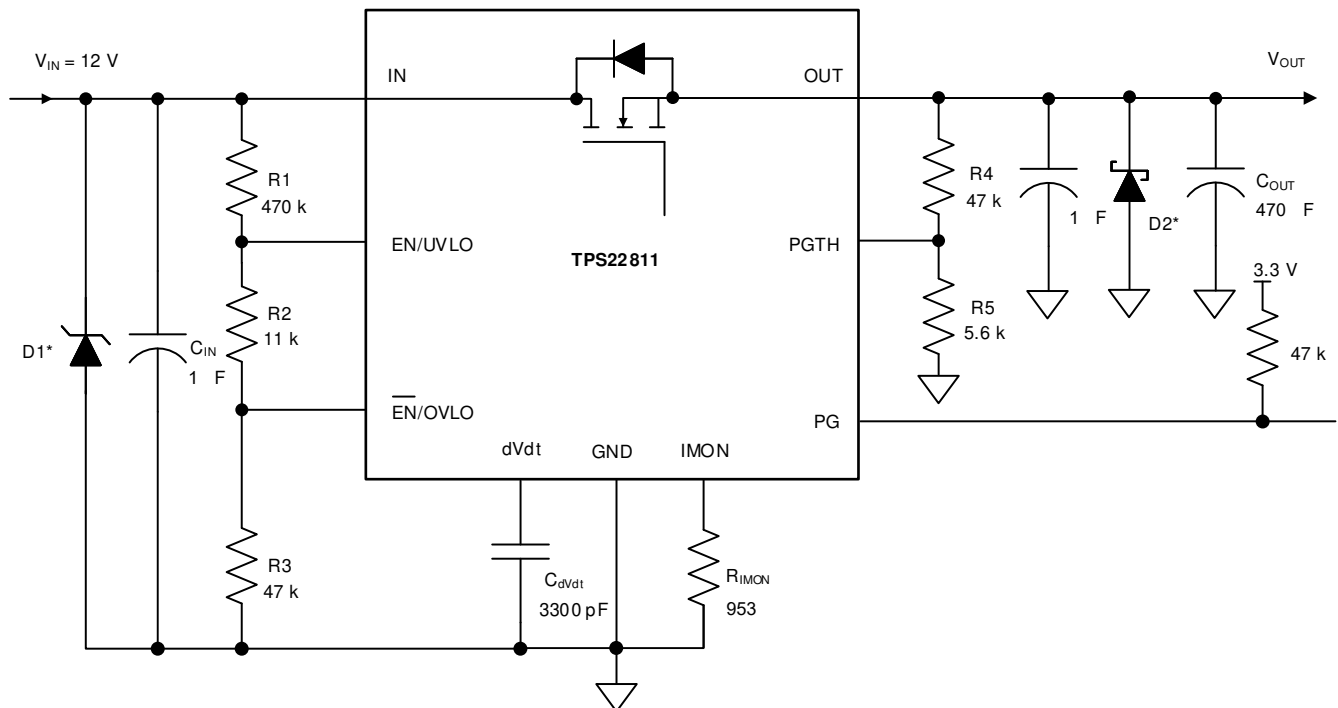 V_IN = 12 V
IN
OUT
V_OUT
R1
470 k
EN/UVLO
TPS22811
PGTH
R4
47 k
1 F
D2*
C_OUT
470 F
3.3 V
R2
11 k
R5
5.6 k
47 k
D1*
C_IN
1 F
EN/OVLO
PG
dVdt
GND
IMON
R3
47 k
C_dVdt
3300 pF
R_IMON
953